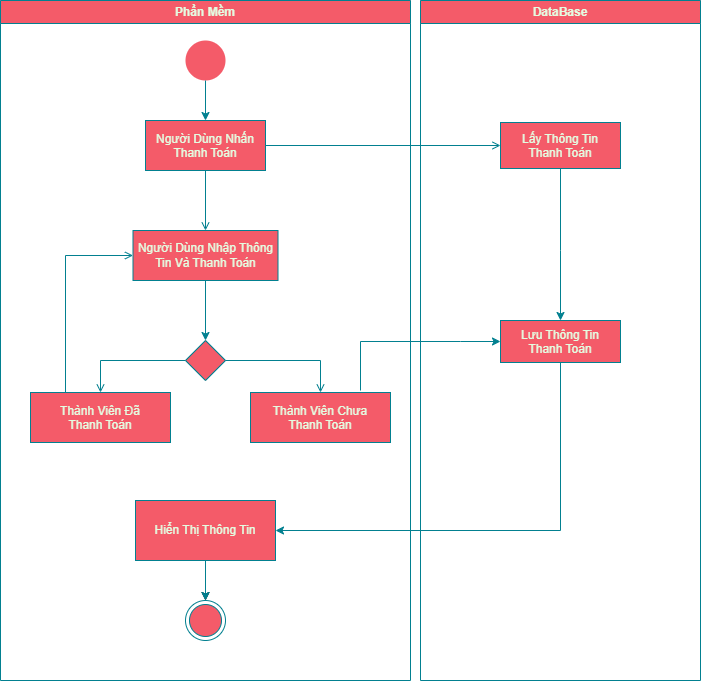 Phần Mềm
DataBase
Người Dùng Nhấn
Thanh Toán
Lấy Thông Tin
Thanh Toán
Người Dùng Nhập Thông
Tin Và Thanh Toán
Lưu Thông Tin
Thanh Toán
Thành Viên Đã
Thanh Toán
Thành Viên Chưa
Thanh Toán
Hiển Thị Thông Tin